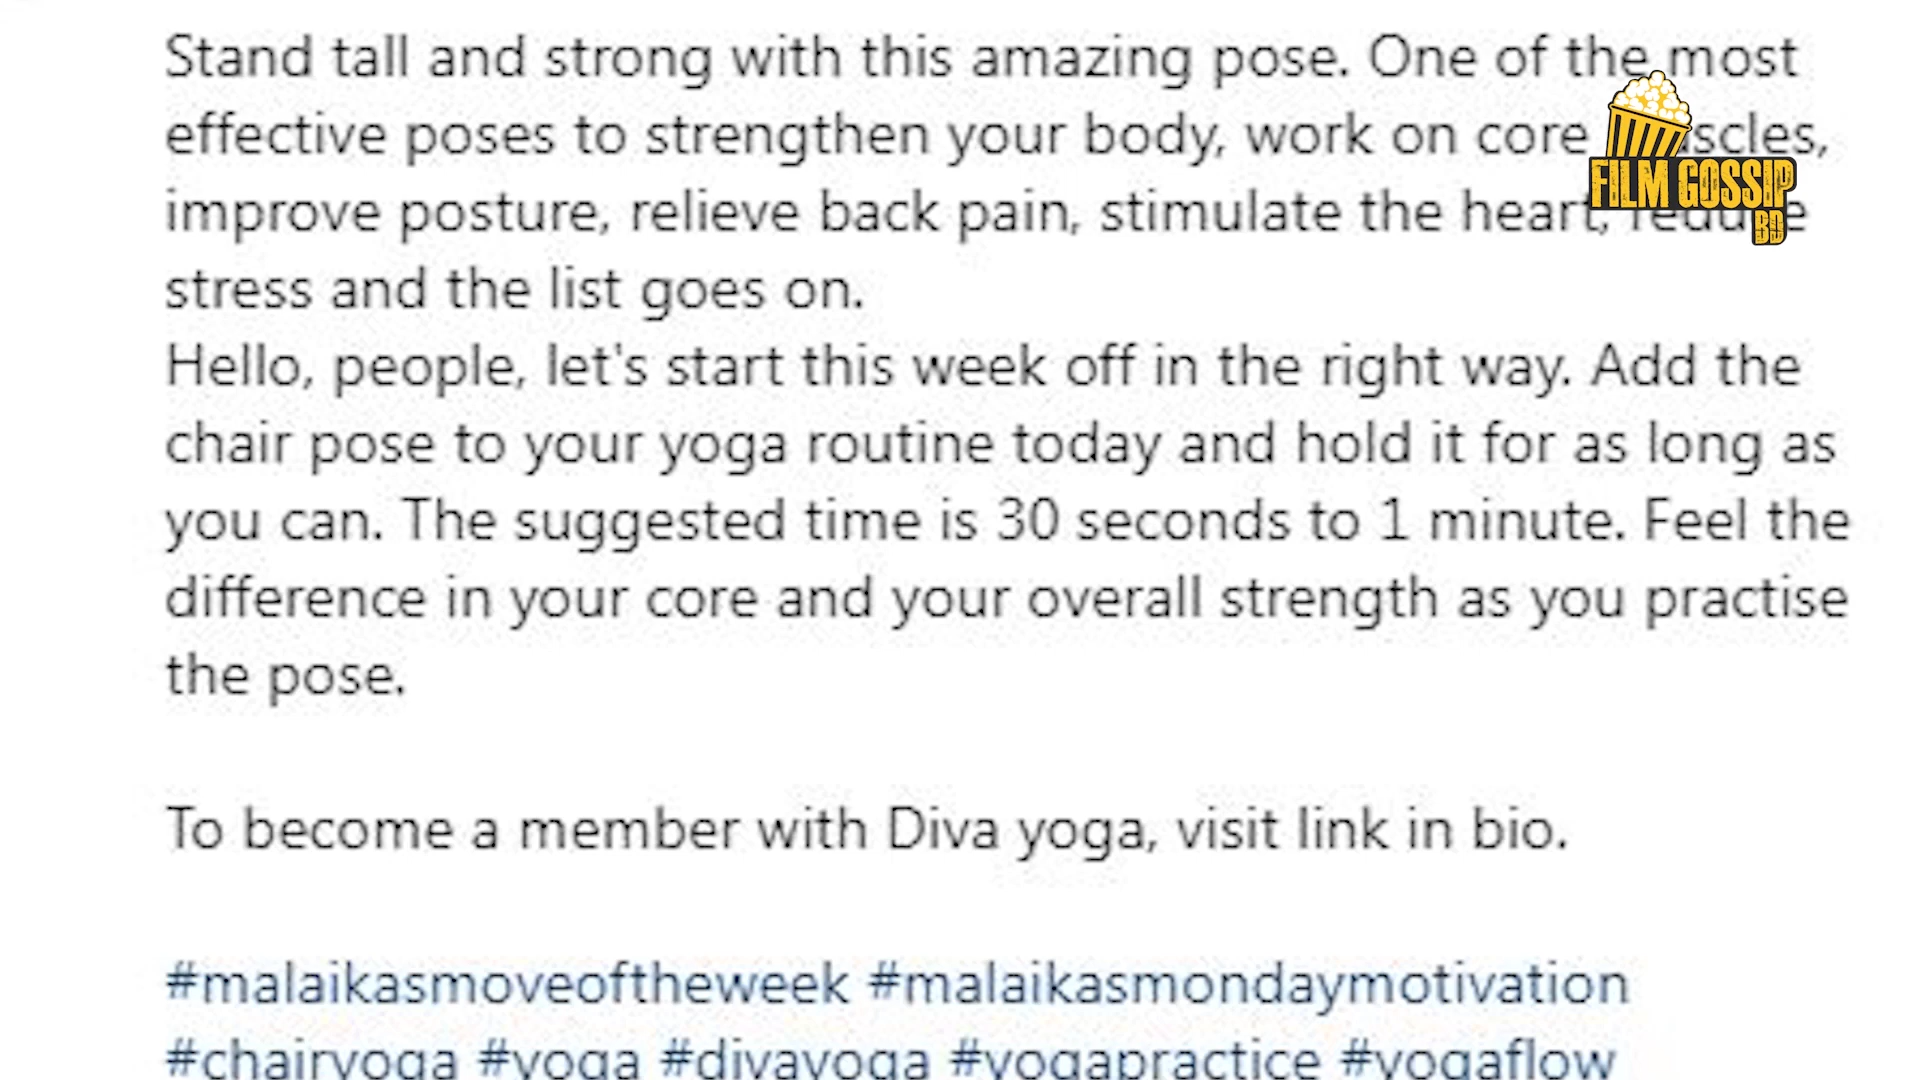 Stand tall and strong with this amazing pose. One of the most
effective poses to strengthen your body, work on core scles,
improve posture, relieve back pain, stimulate the heart,
stress and the list goes on.
Hello, people, let's start this week off in the right way. Add the
chair pose to your yoga routine today and hold it for as long as
you can. The suggested time is 30 seconds to 1 minute. Feel the
difference in your core and your overall strength as you practise
the pose.
To become a member with Diva yoga, visit link in bio.
#malaikasmoveoftheweek #malaikasmondaymotivation
#chairyoga #yoga #divayoga #yogapractice #yogaflow
FILM GOSSIP
BD